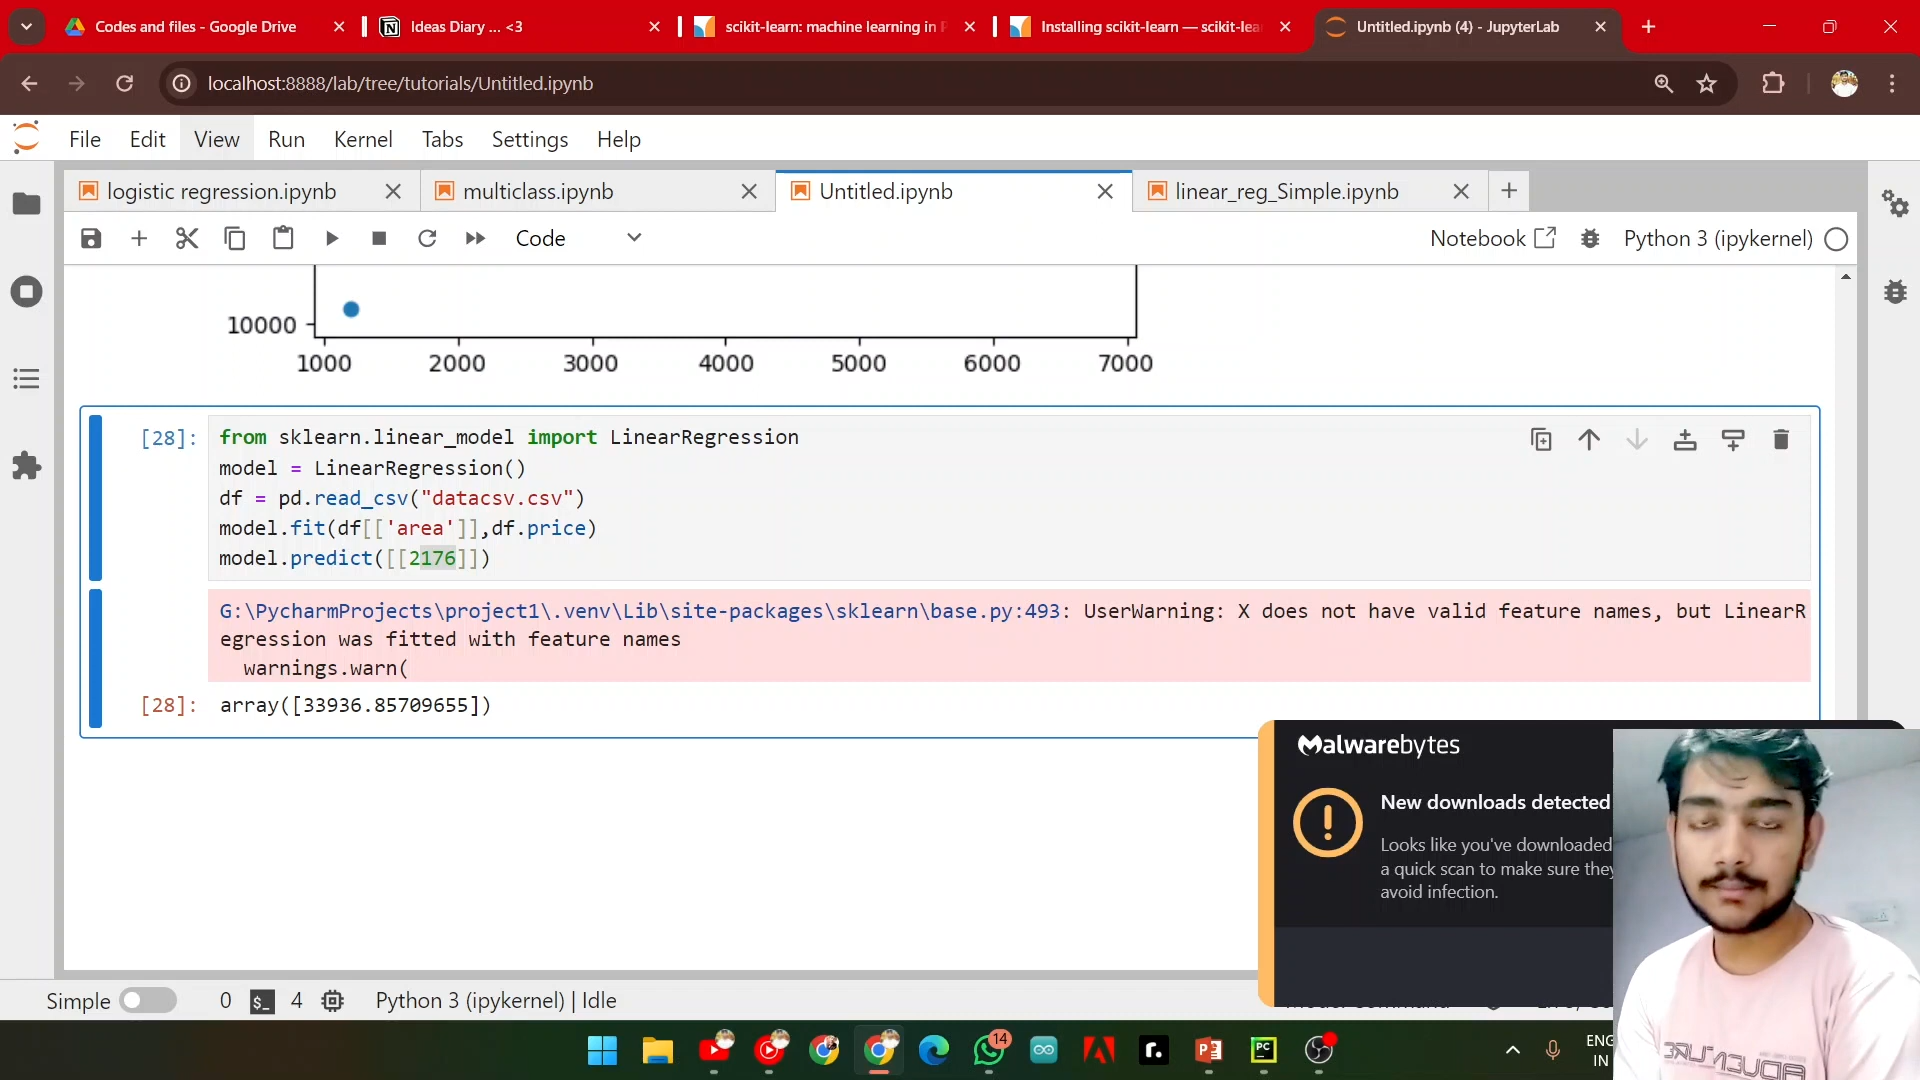 Codes and files - Google Drive
Ideas Diary ... <3
scikit-learn: machine learning in P
Installing scikit-learn — scikit-lea
Untitled.ipynb (4) - JupyterLab
localhost:8888/lab/tree/tutorials/Untitled.ipynb
File Edit View Run Kernel Tabs Settings Help
logistic regression.ipynb
multiclass.ipynb
Untitled.ipynb
linear_reg_Simple.ipynb
Code
Notebook
Python 3 (ipykernel)
10000
1000 2000 3000 4000 5000 6000 7000
[28]:
from sklearn.linear_model import LinearRegression
model = LinearRegression()
df = pd.read_csv("datacsv.csv")
model.fit(df[['area']],df.price)
model.predict([[2176]])
G:\PycharmProjects\project1\.venv\Lib\site-packages\sklearn\base.py:493: UserWarning: X does not have valid feature names, but LinearR
egression was fitted with feature names
warnings.warn(
[28]: array([33936.85709655])
Malwarebytes
New downloads detected
Looks like you've downloaded
a quick scan to make sure they
avoid infection.
Simple 0 4 Python 3 (ipykernel) | Idle
14
ENG
IN